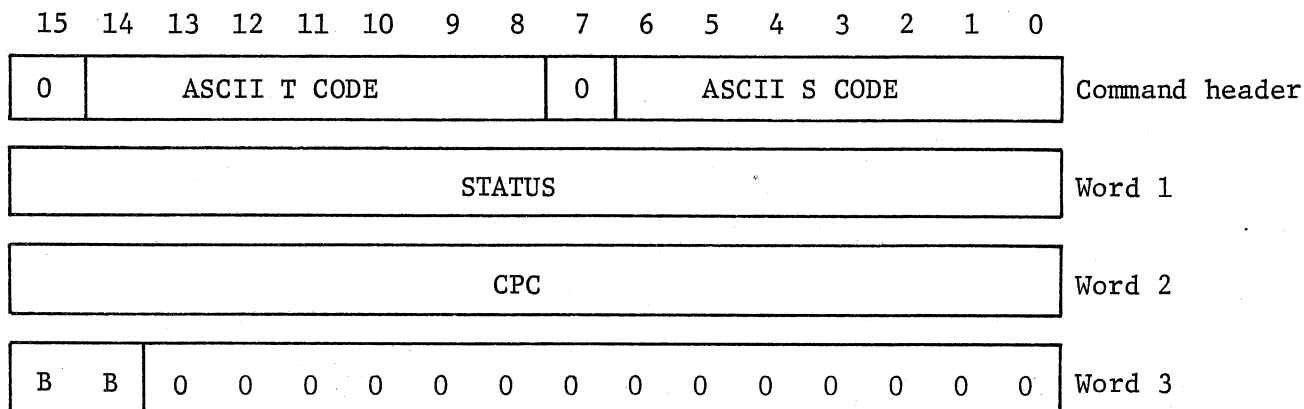 15 14 13 12 11 10 9 8 7 6 5 4 3 2 1 0
0 ASCII T CODE 0 ASCII S CODE Command header
STATUS Word 1
CPC Word 2
B B 0 0 0 0 0 0 0 0 0 0 0 0 0 0 Word 3